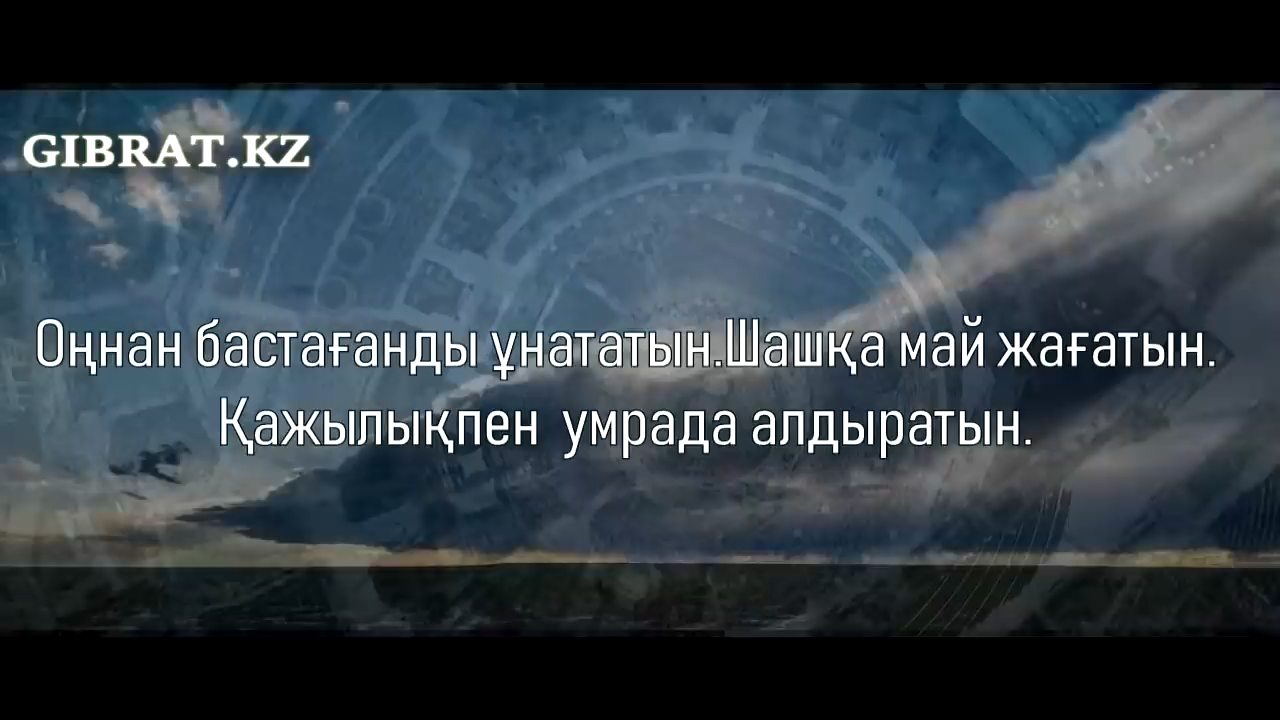 GIBRAT.KZ
Оңнан бастағанды ұнататын.Шашқа май жағатын.
Қажылықпен умрада алдыратын.